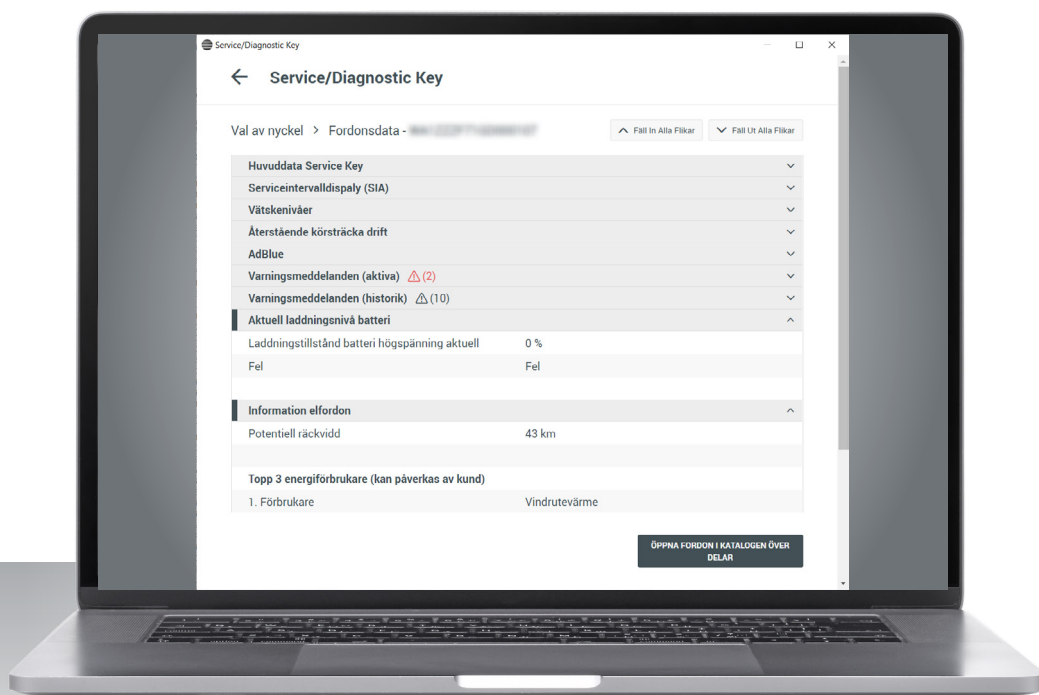 Service/Diagnostic Key
Service/Diagnostic Key
Val av nyckel > Fordonsdata -
Fäll In Alla Flikar
Fäll Ut Alla Flikar
Huvuddata Service Key
Serviceintervalldispaly (SIA)
Vätskenivåer
Återstående körsträcka drift
AdBlue
Varningsmeddelanden (aktiva) (2)
Varningsmeddelanden (historik) (10)
Aktuell laddningsnivå batteri
Laddningstillstånd batteri högspänning aktuell 0 %
Fel Fel
Information elfordon
Potentiell räckvidd 43 km
Topp 3 energiförbrukare (kan påverkas av kund)
1. Förbrukare Vindrutevärme
ÖPPNA FORDON I KATALOGEN ÖVER
DELAR